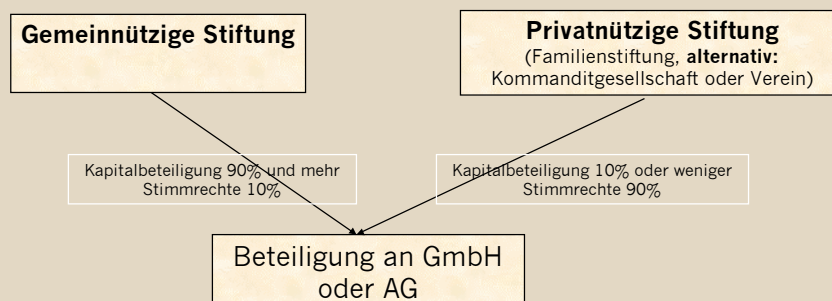 Gemeinnützige Stiftung
Privatnützige Stiftung
(Familienstiftung, alternativ:
Kommanditgesellschaft oder Verein)
Kapitalbeteiligung 90% und mehr
Stimmrechte 10%
Kapitalbeteiligung 10% oder weniger
Stimmrechte 90%
Beteiligung an GmbH
oder AG